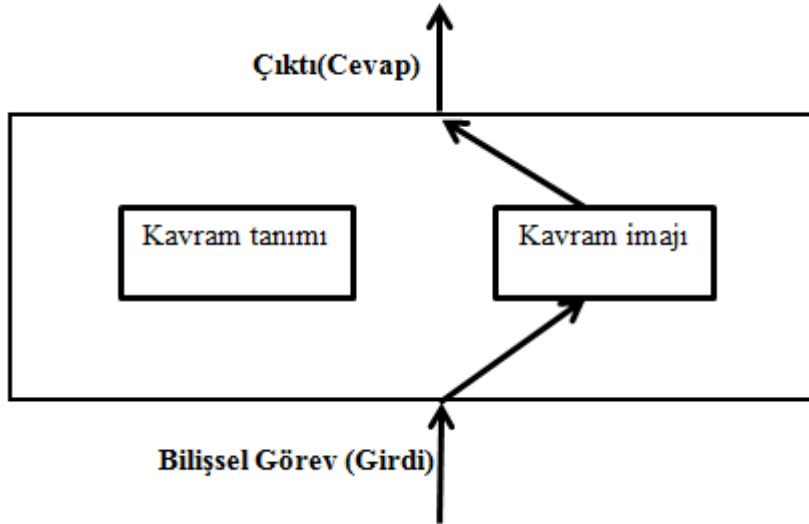 Çıktı(Cevap)
Kavram tanımı
Kavram imajı
Bilişsel Görev (Girdi)